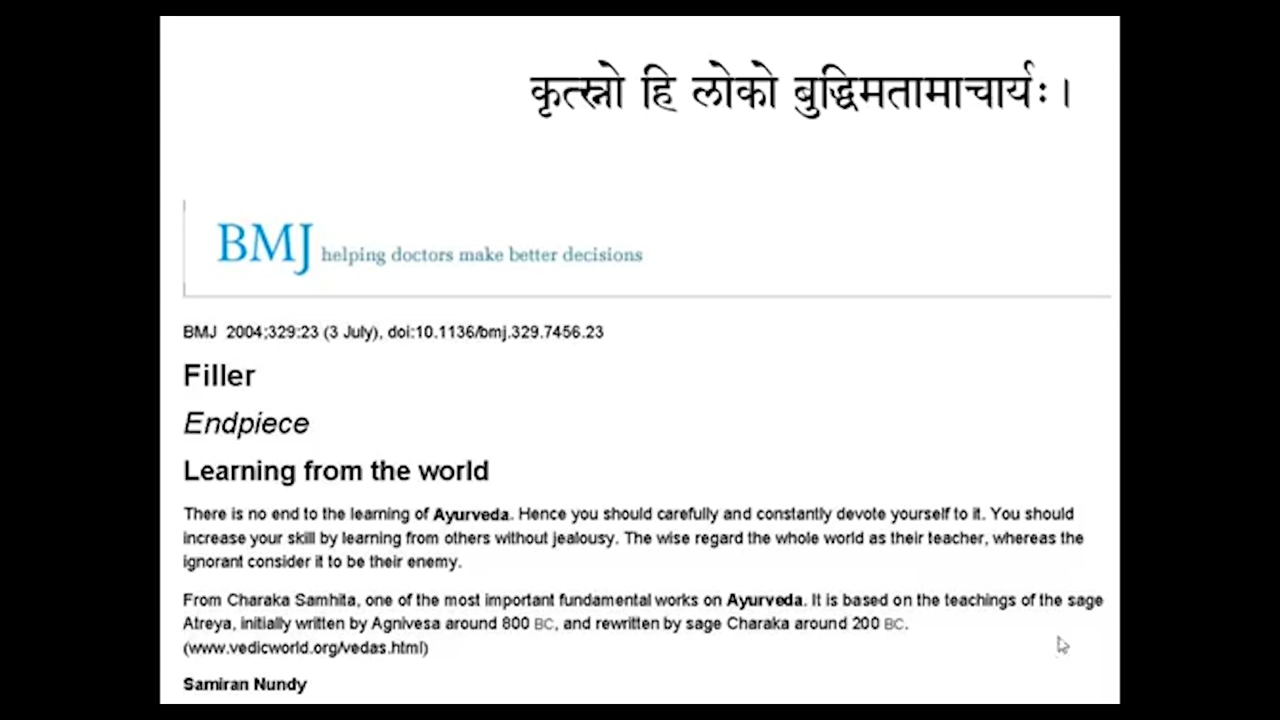 कृत्स्नो हि लोको बुद्धिमतामाचार्यः।
BMJ helping doctors make better decisions
BMJ 2004;329:23 (3 July), doi:10.1136/bmj.329.7456.23
Filler
Endpiece
Learning from the world
There is no end to the learning of Ayurveda. Hence you should carefully and constantly devote yourself to it. You should
increase your skill by learning from others without jealousy. The wise regard the whole world as their teacher, whereas the
ignorant consider it to be their enemy.
From Charaka Samhita, one of the most important fundamental works on Ayurveda. It is based on the teachings of the sage
Atreya, initially written by Agnivesa around 800 BC, and rewritten by sage Charaka around 200 BC.
(www.vedicworld.org/vedas.html)
Samiran Nundy